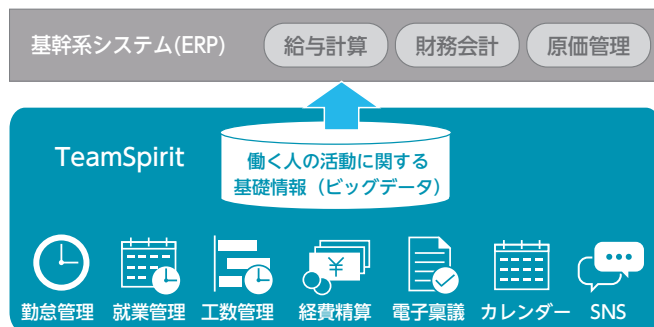 基幹系システム(ERP)
給与計算
財務会計
原価管理
TeamSpirit
働く人の活動に関する
基礎情報（ビッグデータ）
¥
勤怠管理
就業管理
工数管理
経費精算
電子稟議
カレンダー
SNS